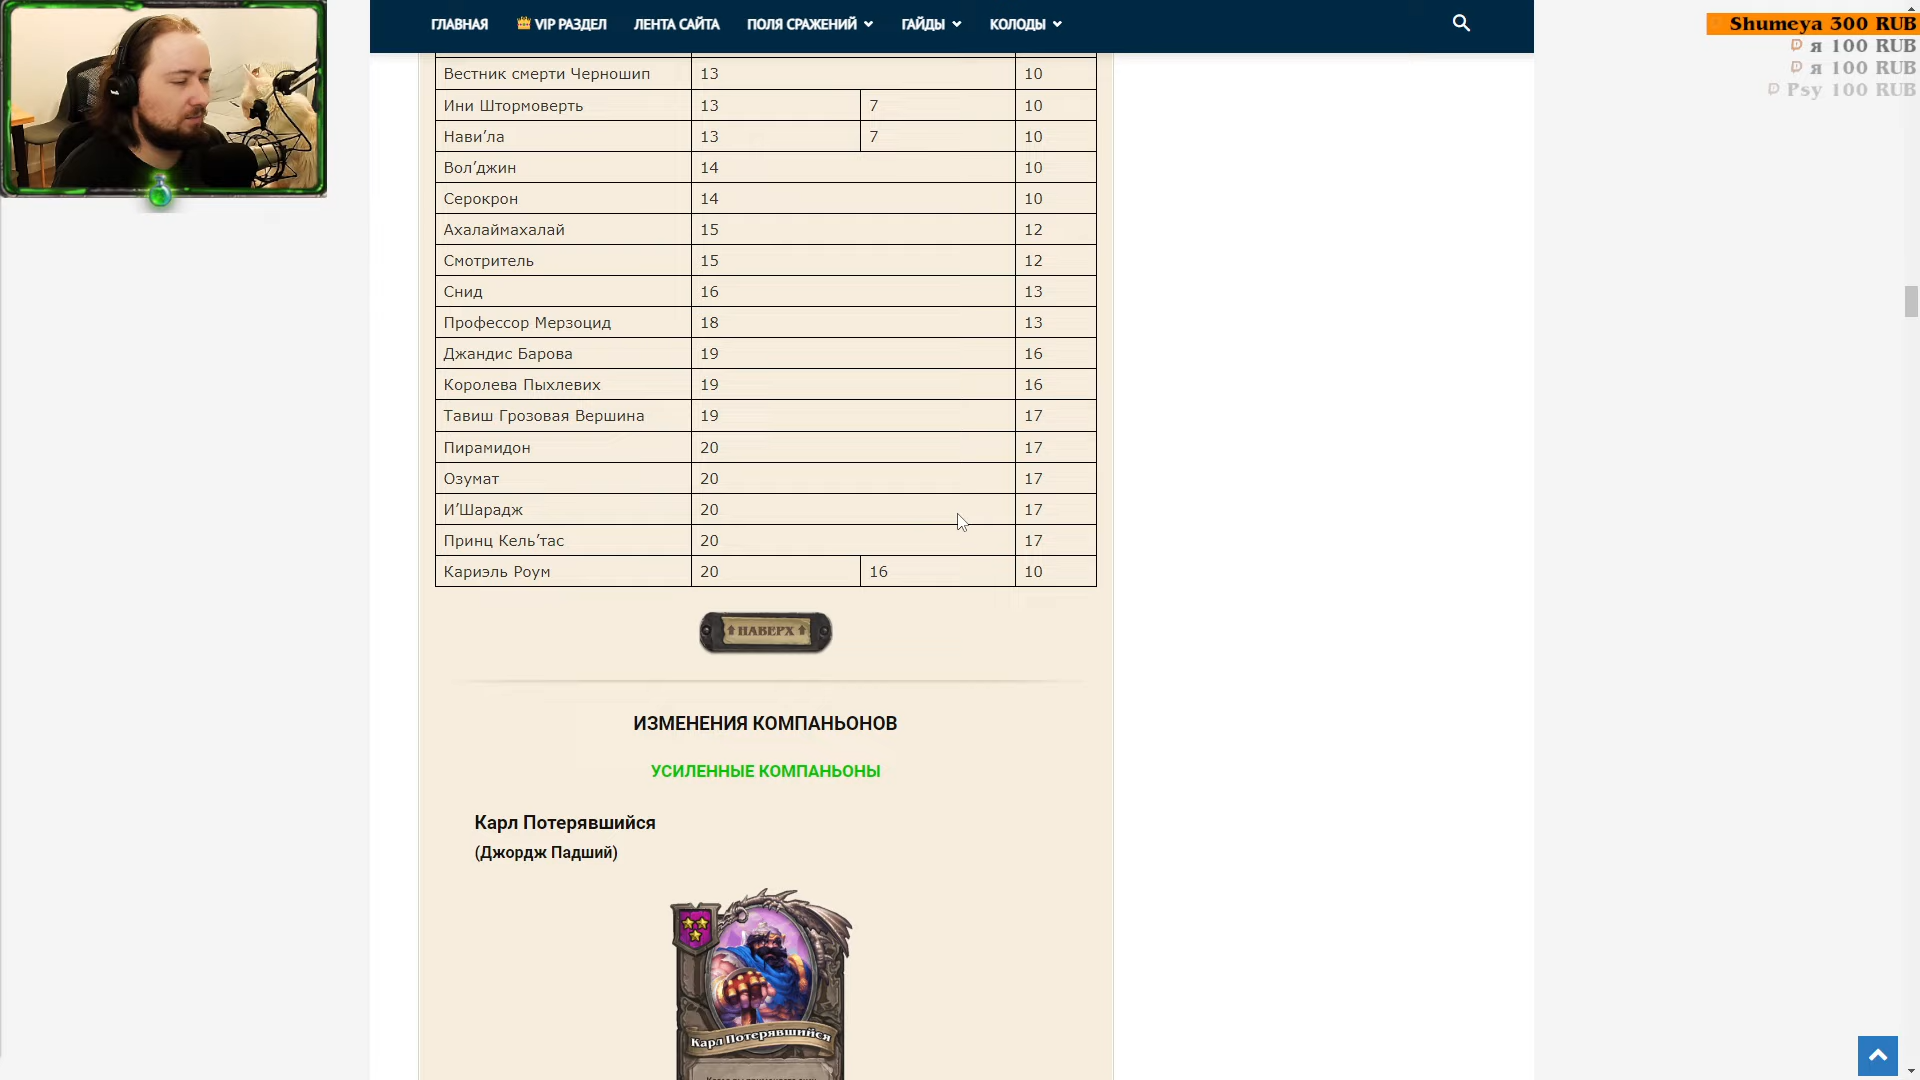 ГЛАВНАЯ VIP РАЗДЕЛ ЛЕНТА САЙТА ПОЛЯ СРАЖЕНИЙ ГАЙДЫ КОЛОДЫ
Shumeya 300 RUB
я 100 RUB
я 100 RUB
Psy 100 RUB
Вестник смерти Черношип 13 10
Ини Штормоверть 13 7 10
Нави’ла 13 7 10
Вол’джин 14 10
Серокрон 14 10
Ахалаймахалай 15 12
Смотритель 15 12
Снид 16 13
Профессор Мерзоцид 18 13
Джандис Барова 19 16
Королева Пыхлевих 19 16
Тавиш Грозовая Вершина 19 17
Пирамидон 20 17
Озумат 20 17
И’Шарадж 20 17
Принц Кель’тас 20 17
Кариэль Роум 20 16 10
НАВЕРХ
ИЗМЕНЕНИЯ КОМПАНЬОНОВ
УСИЛЕННЫЕ КОМПАНЬОНЫ
Карл Потерявшийся
(Джордж Падший)
Карл Потерявшийся